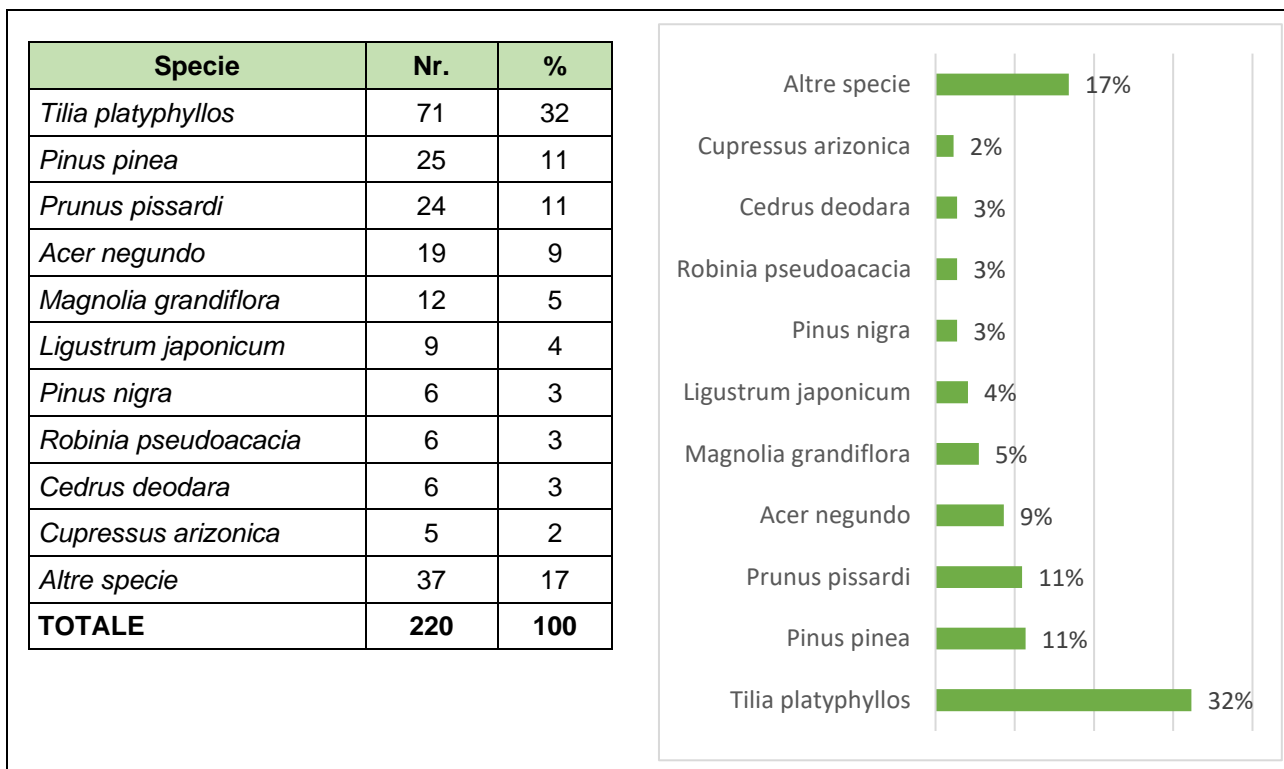 Specie Nr. %
Tilia platyphyllos 71 32
Pinus pinea 25 11
Prunus pissardi 24 11
Acer negundo 19 9
Magnolia grandiflora 12 5
Ligustrum japonicum 9 4
Pinus nigra 6 3
Robinia pseudoacacia 6 3
Cedrus deodara 6 3
Cupressus arizonica 5 2
Altre specie 37 17
TOTALE 220 100
Altre specie 17%
Cupressus arizonica 2%
Cedrus deodara 3%
Robinia pseudoacacia 3%
Pinus nigra 3%
Ligustrum japonicum 4%
Magnolia grandiflora 5%
Acer negundo 9%
Prunus pissardi 11%
Pinus pinea 11%
Tilia platyphyllos 32%